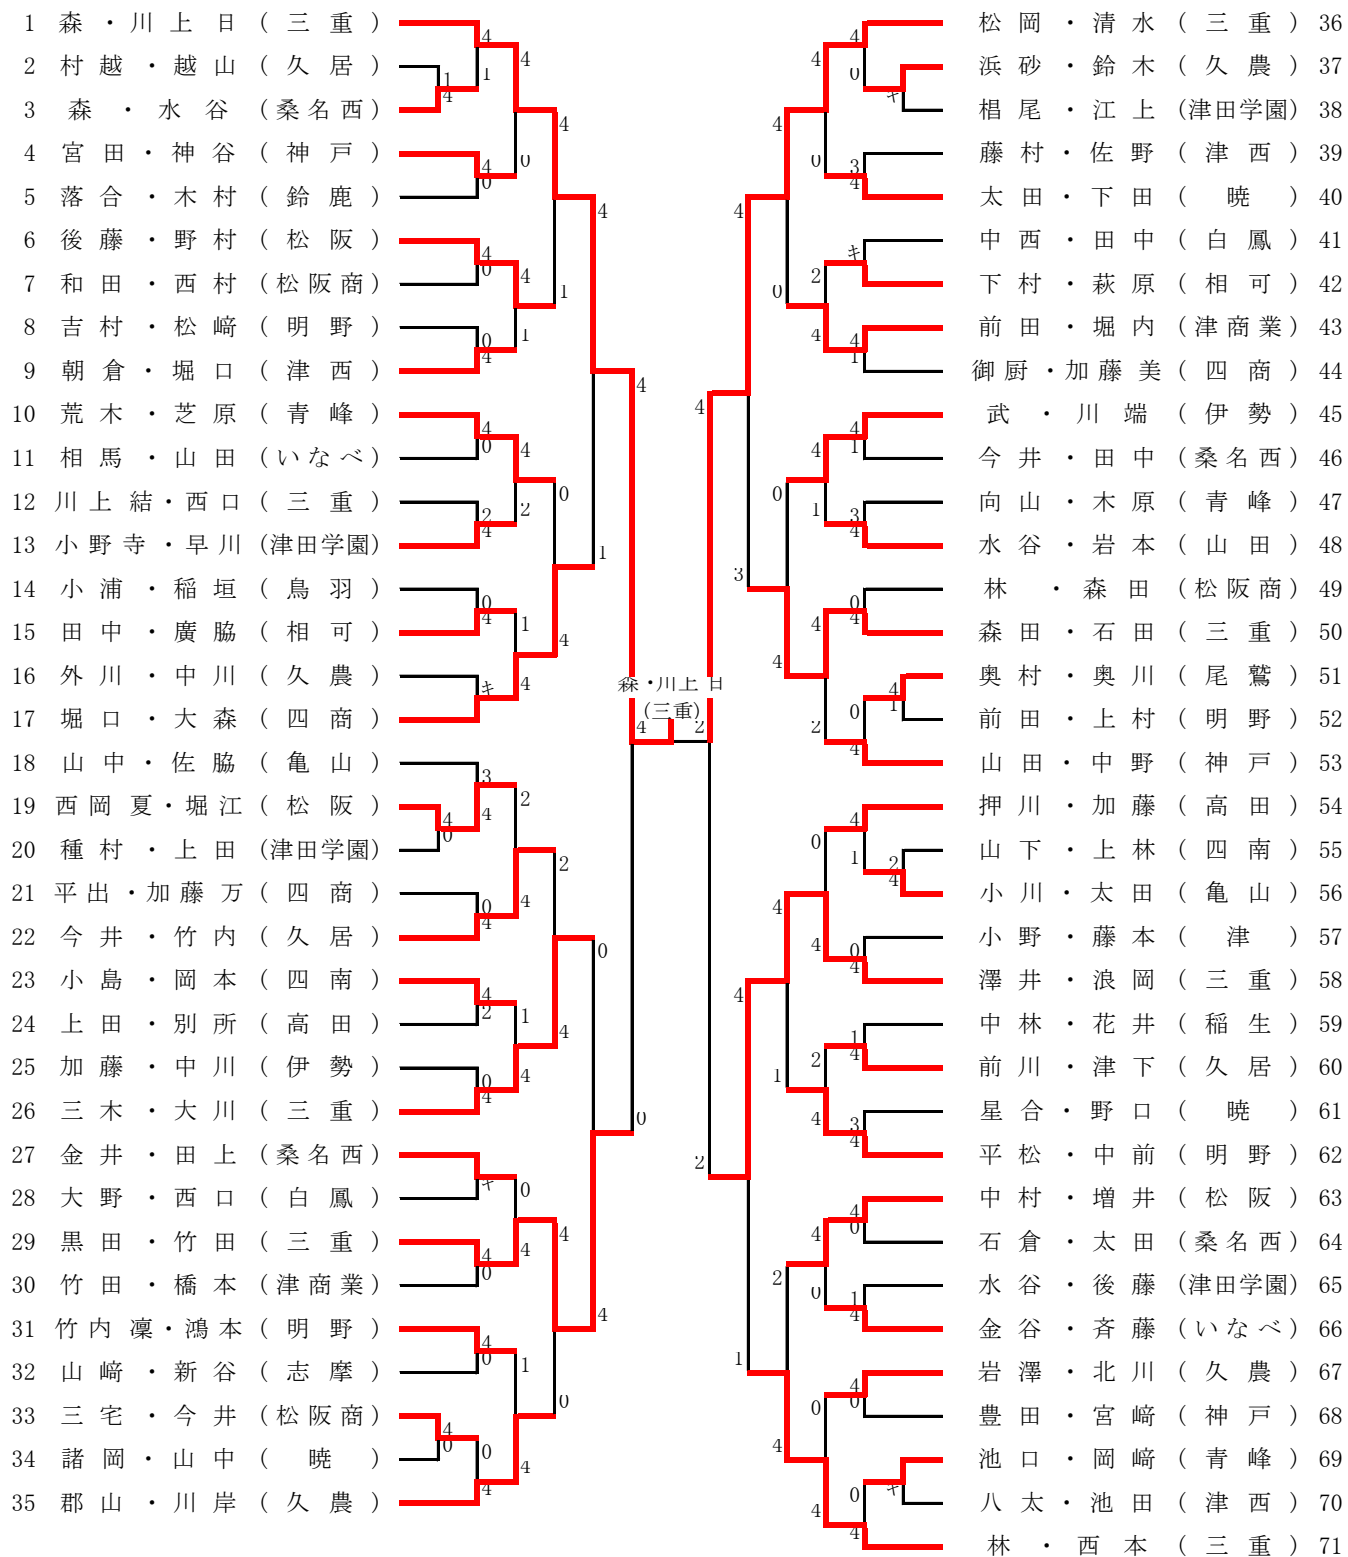 1 森・川上日（三重）
2 村越・越山（久居）
3 森・水谷（桑名西）
4 宮田・神谷（神戸）
5 落合・木村（鈴鹿）
6 後藤・野村（松阪）
7 和田・西村（松阪商）
8 吉村・松﨑（明野）
9 朝倉・堀口（津西）
10 荒木・芝原（青峰）
11 相馬・山田（いなべ）
12 川上結・西口（三重）
13 小野寺・早川（津田学園）
14 小浦・稲垣（鳥羽）
15 田中・廣脇（相可）
16 外川・中川（久農）
17 堀口・大森（四商）
18 山中・佐脇（亀山）
19 西岡夏・堀江（松阪）
20 種村・上田（津田学園）
21 平出・加藤万（四商）
22 今井・竹内（久居）
23 小島・岡本（四南）
24 上田・別所（高田）
25 加藤・中川（伊勢）
26 三木・大川（三重）
27 金井・田上（桑名西）
28 大野・西口（白鳳）
29 黒田・竹田（三重）
30 竹田・橋本（津商業）
31 竹内凜・鴻本（明野）
32 山﨑・新谷（志摩）
33 三宅・今井（松阪商）
34 諸岡・山中（暁）
35 郡山・川岸（久農）
森・川上日
（三重）
4 2
松岡・清水（三重）36
浜砂・鈴木（久農）37
椙尾・江上（津田学園）38
藤村・佐野（津西）39
太田・下田（暁）40
中西・田中（白鳳）41
下村・萩原（相可）42
前田・堀内（津商業）43
御厨・加藤美（四商）44
武・川端（伊勢）45
今井・田中（桑名西）46
向山・木原（青峰）47
水谷・岩本（山田）48
林・森田（松阪商）49
森田・石田（三重）50
奥村・奥川（尾鷲）51
前田・上村（明野）52
山田・中野（神戸）53
押川・加藤（高田）54
山下・上林（四南）55
小川・太田（亀山）56
小野・藤本（津）57
澤井・浪岡（三重）58
中林・花井（稲生）59
前川・津下（久居）60
星合・野口（暁）61
平松・中前（明野）62
中村・増井（松阪）63
石倉・太田（桑名西）64
水谷・後藤（津田学園）65
金谷・斉藤（いなべ）66
岩澤・北川（久農）67
豊田・宮﨑（神戸）68
池口・岡﨑（青峰）69
八太・池田（津西）70
林・西本（三重）71